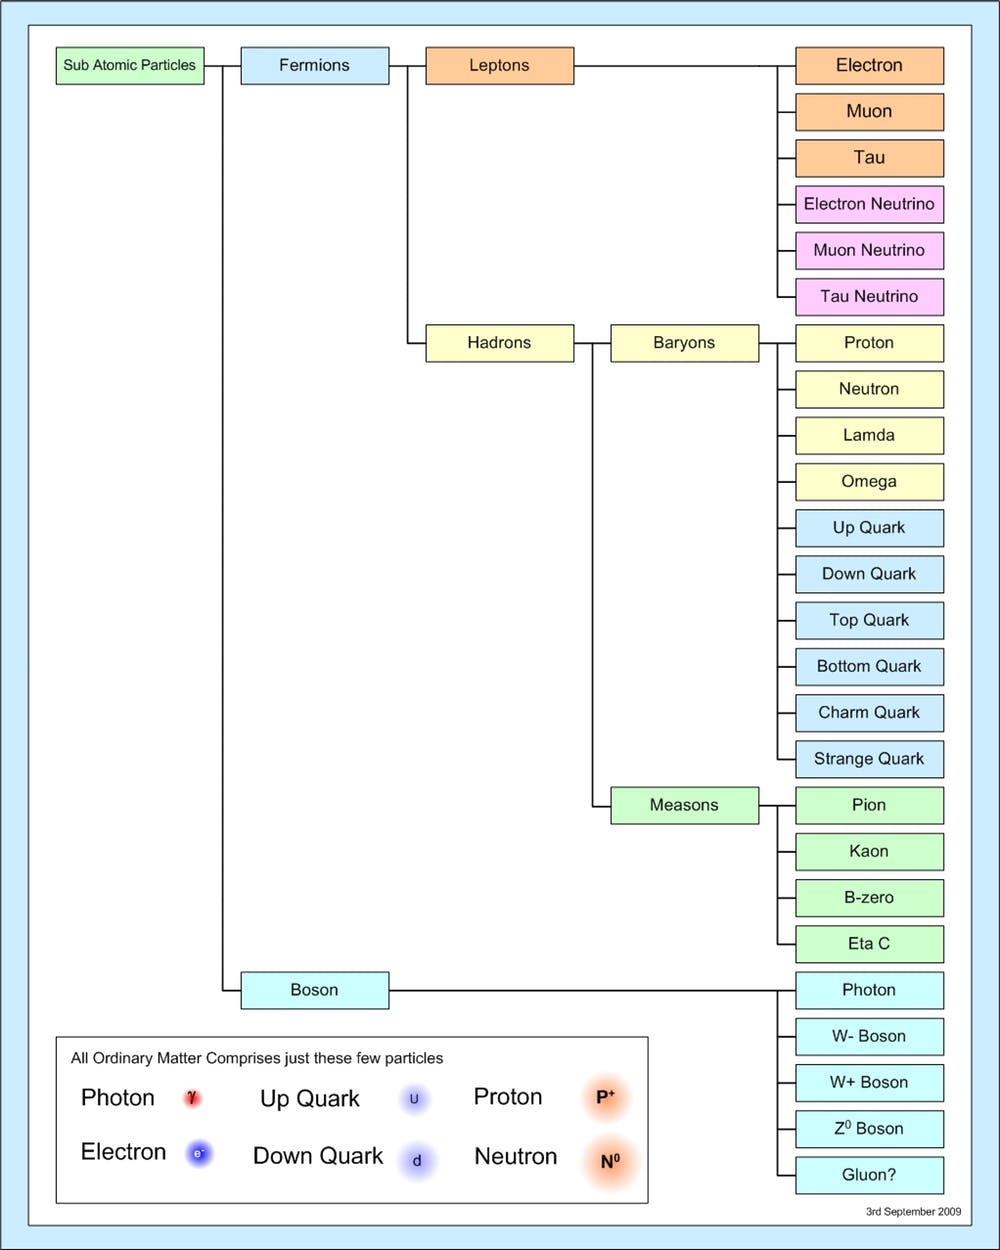 Sub Atomic Particles
Fermions
Leptons
Electron
Muon
Tau
Electron Neutrino
Muon Neutrino
Tau Neutrino
Hadrons
Baryons
Proton
Neutron
Lamda
Omega
Up Quark
Down Quark
Top Quark
Bottom Quark
Charm Quark
Strange Quark
Measons
Pion
Kaon
B-zero
Eta C
Boson
Photon
W- Boson
W+ Boson
Z⁰ Boson
Gluon?
All Ordinary Matter Comprises just these few particles
Photon γ
Up Quark U
Proton P⁺
Electron e⁻
Down Quark d
Neutron N⁰
3rd September 2009